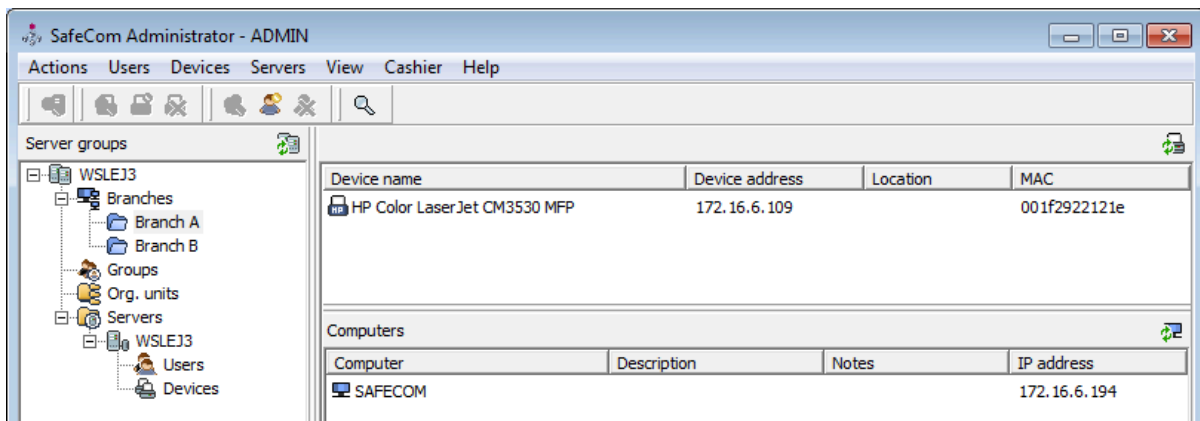 SafeCom Administrator - ADMIN
Actions Users Devices Servers View Cashier Help
Server groups
WSLEJ3
Branches
Branch A
Branch B
Groups
Org. units
Servers
WSLEJ3
Users
Devices
Device name Device address Location MAC
HP Color LaserJet CM3530 MFP 172.16.6.109 001f2922121e
Computers
Computer Description Notes IP address
SAFECOM 172.16.6.194